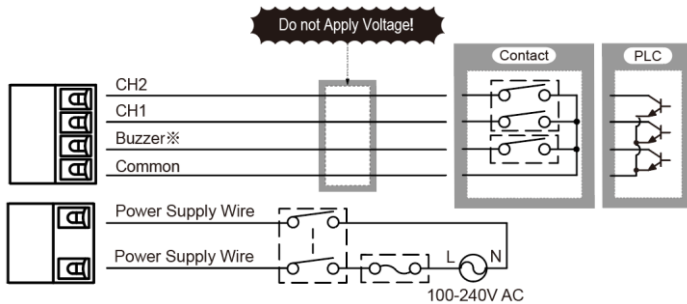 Do not Apply Voltage!
Contact
PLC
CH2
CH1
Buzzer※
Common
Power Supply Wire
Power Supply Wire
L
N
100-240V AC